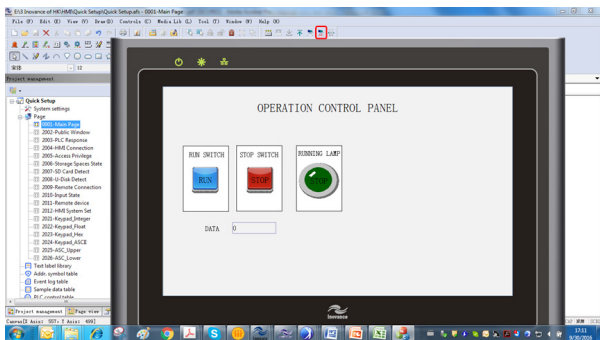 E:\3 Inovance of HK\HMI\Quick Setup\Quick Setup.afs - 0001-Main Page
File (F) Edit (E) View (V) Draw(D) Controls (C) Media Lib (L) Tool (T) Window (W) Help (H)
宋体 12
Project management
Quick Setup
System settings
Page
0001-Main Page
2002-Public Window
2003-PLC Response
2004-HMI Connection
2005-Access Privilege
2006-Storage Spaces State
2007-SD Card Detect
2008-U-Disk Detect
2009-Remote Connection
2010-Input State
2011-Remote device
2012-HMI System Set
2021-Keypad_Integer
2022-Keypad_Float
2023-Keypad_Hex
2024-Keypad_ASCII
2025-ASC_Upper
2026-ASC_Lower
Text label library
Addr. symbol table
Event log table
Sample data table
PLC control table
Project management Page view
OPERATION CONTROL PANEL
RUN SWITCH STOP SWITCH RUNNING LAMP
RUN STOP STOP
DATA 0
Inovance
17:11
9/30/2016